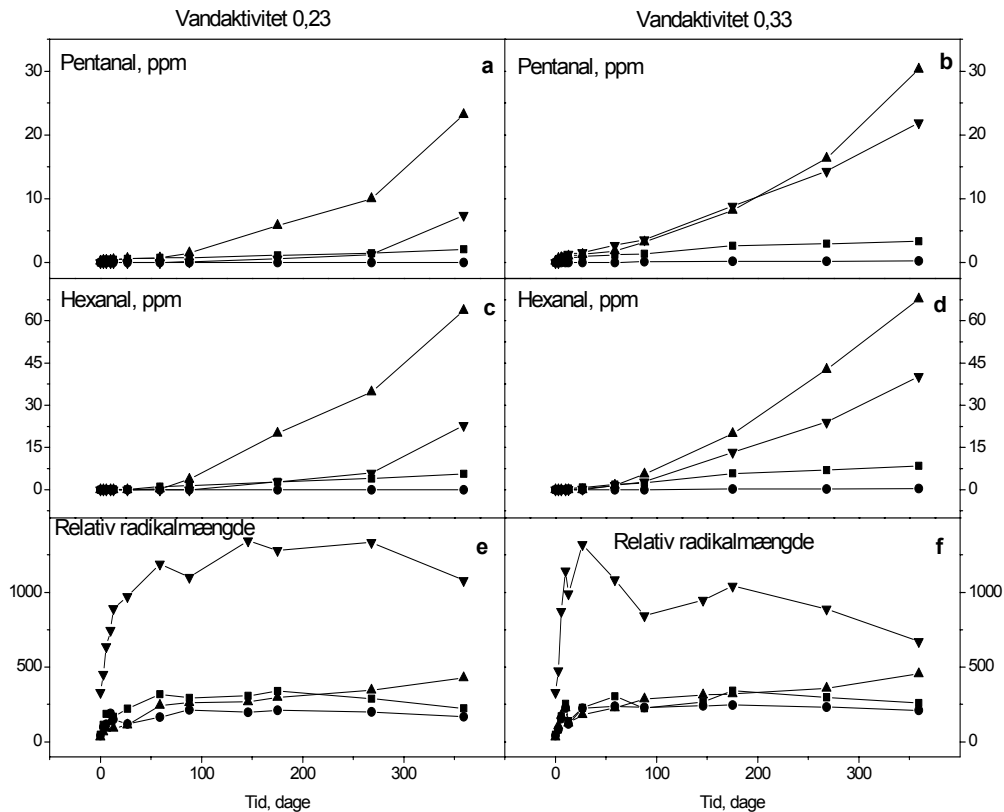 Vandaktivitet 0,23
Vandaktivitet 0,33
30
20
10
0
Pentanal, ppm
a
Pentanal, ppm
b
30
20
10
0
60
45
30
15
0
Hexanal, ppm
c
Hexanal, ppm
d
60
45
30
15
0
1000
500
0
Relativ radikalmængde
e
Relativ radikalmængde
f
1000
500
0
0
100
200
300
0
100
200
300
Tid, dage
Tid, dage